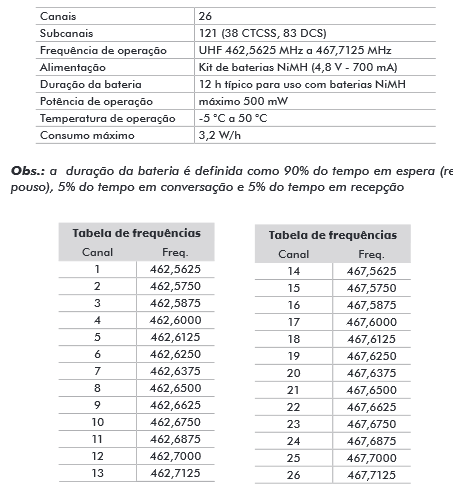 Canais 26
Subcanais 121 (38 CTCSS, 83 DCS)
Frequência de operação UHF 462,5625 MHz a 467,7125 MHz
Alimentação Kit de baterias NiMH (4,8 V - 700 mA)
Duração da bateria 12 h típico para uso com baterias NiMH
Potência de operação máximo 500 mW
Temperatura de operação -5 °C a 50 °C
Consumo máximo 3,2 W/h
Obs.: a duração da bateria é definida como 90% do tempo em espera (re
pouso), 5% do tempo em conversação e 5% do tempo em recepção
Tabela de frequências
Canal Freq.
1 462,5625
2 462,5750
3 462,5875
4 462,6000
5 462,6125
6 462,6250
7 462,6375
8 462,6500
9 462,6625
10 462,6750
11 462,6875
12 462,7000
13 462,7125
Tabela de frequências
Canal Freq.
14 467,5625
15 467,5750
16 467,5875
17 467,6000
18 467,6125
19 467,6250
20 467,6375
21 467,6500
22 467,6625
23 467,6750
24 467,6875
25 467,7000
26 467,7125